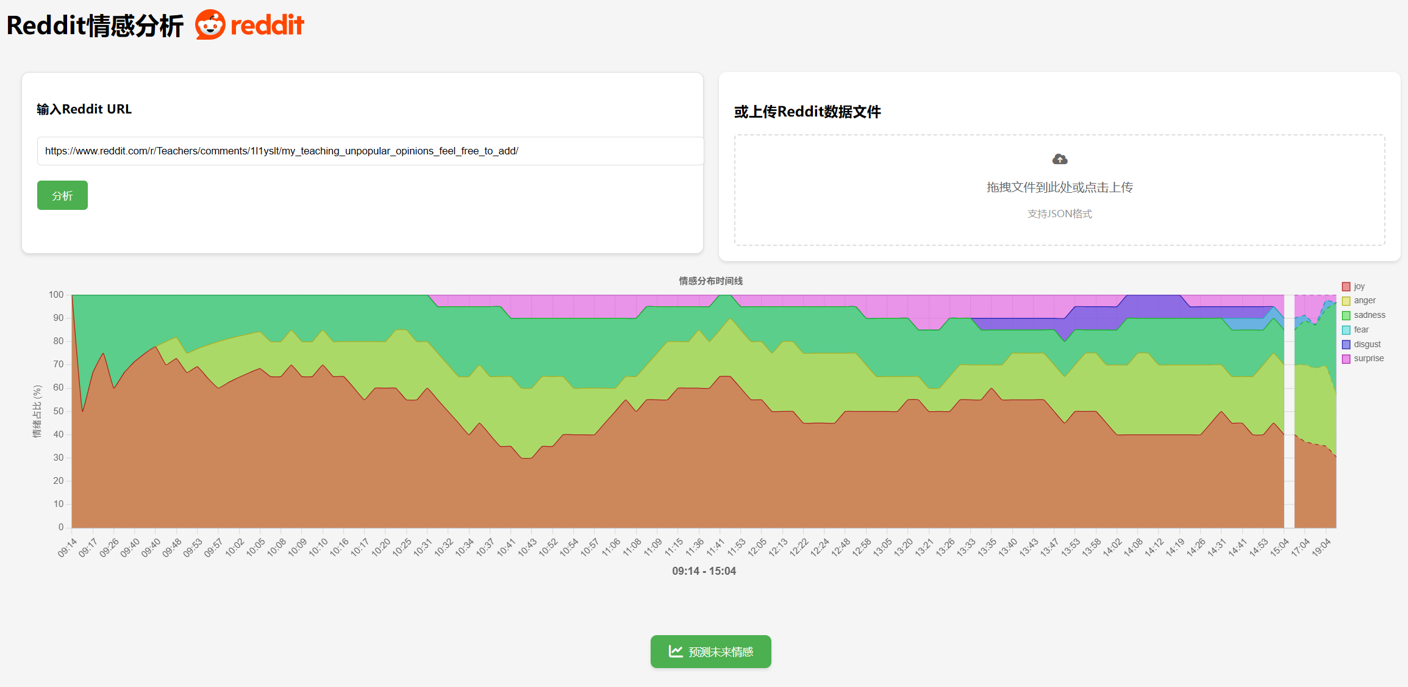 Reddit情感分析 reddit
输入Reddit URL
https://www.reddit.com/r/Teachers/comments/1l1yslt/my_teaching_unpopular_opinions_feel_free_to_add/
分析
或上传Reddit数据文件
拖拽文件到此处或点击上传
支持JSON格式
情感分布时间线
joy
anger
sadness
fear
disgust
surprise
情绪占比 (%)
100
90
80
70
60
50
40
30
20
10
0
09:14 09:17 09:26 09:40 09:40 09:48 09:53 09:57 10:02 10:05 10:08 10:09 10:10 10:16 10:17 10:20 10:25 10:31 10:32 10:34 10:37 10:41 10:43 10:52 10:54 10:57 11:06 11:08 11:09 11:15 11:36 11:41 11:53 12:05 12:13 12:22 12:24 12:48 12:58 13:05 13:20 13:21 13:26 13:33 13:35 13:40 13:43 13:47 13:53 13:58 14:02 14:08 14:12 14:19 14:26 14:31 14:41 14:53 15:04 17:04 19:04
09:14 - 15:04
预测未来情感